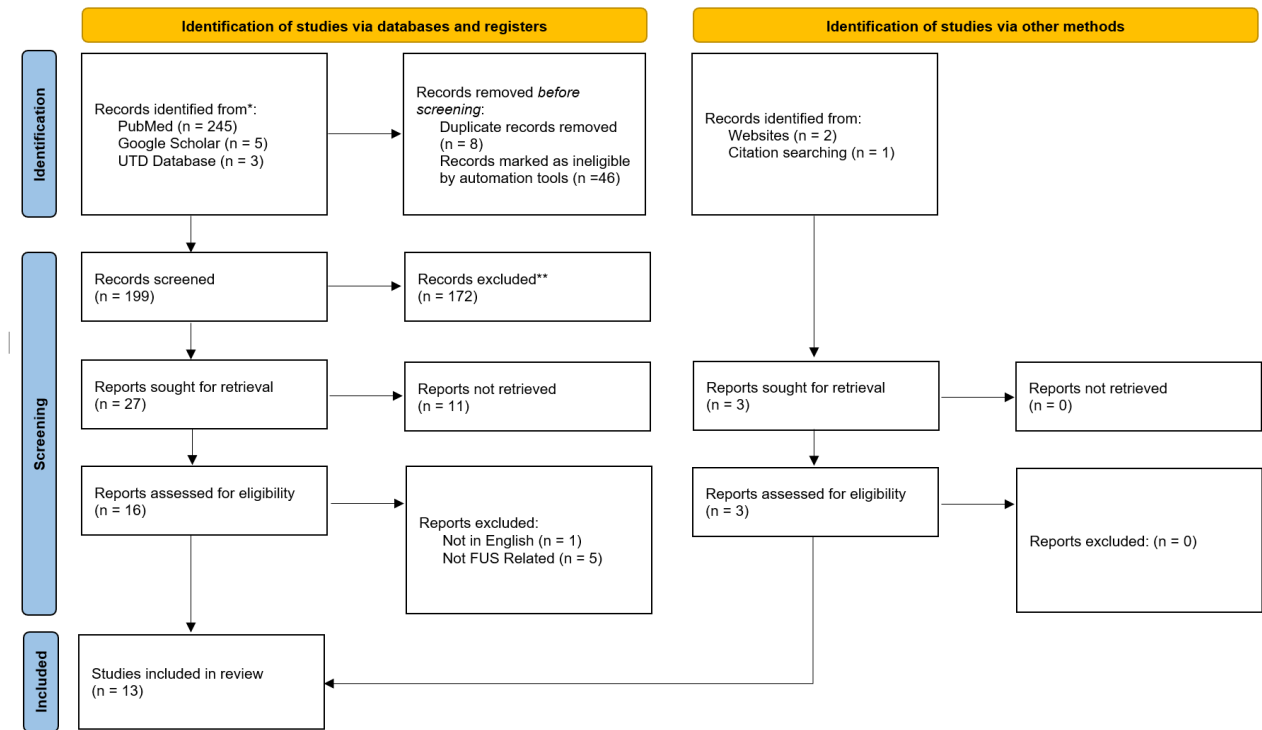 Identification of studies via databases and registers
Identification of studies via other methods
Identification
Records identified from*:
PubMed (n = 245)
Google Scholar (n = 5)
UTD Database (n = 3)
Records removed before
screening:
Duplicate records removed
(n = 8)
Records marked as ineligible
by automation tools (n =46)
Records identified from:
Websites (n = 2)
Citation searching (n = 1)
Screening
Records screened
(n = 199)
Records excluded**
(n = 172)
Reports sought for retrieval
(n = 27)
Reports not retrieved
(n = 11)
Reports sought for retrieval
(n = 3)
Reports not retrieved
(n = 0)
Reports assessed for eligibility
(n = 16)
Reports excluded:
Not in English (n = 1)
Not FUS Related (n = 5)
Reports assessed for eligibility
(n = 3)
Reports excluded: (n = 0)
Included
Studies included in review
(n = 13)